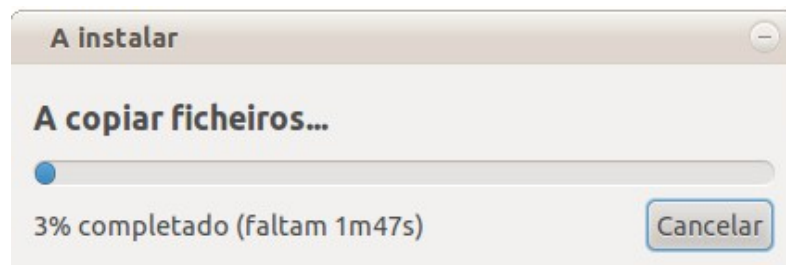 A instalar
A copiar ficheiros...
3% completado (faltam 1m47s)
Cancelar